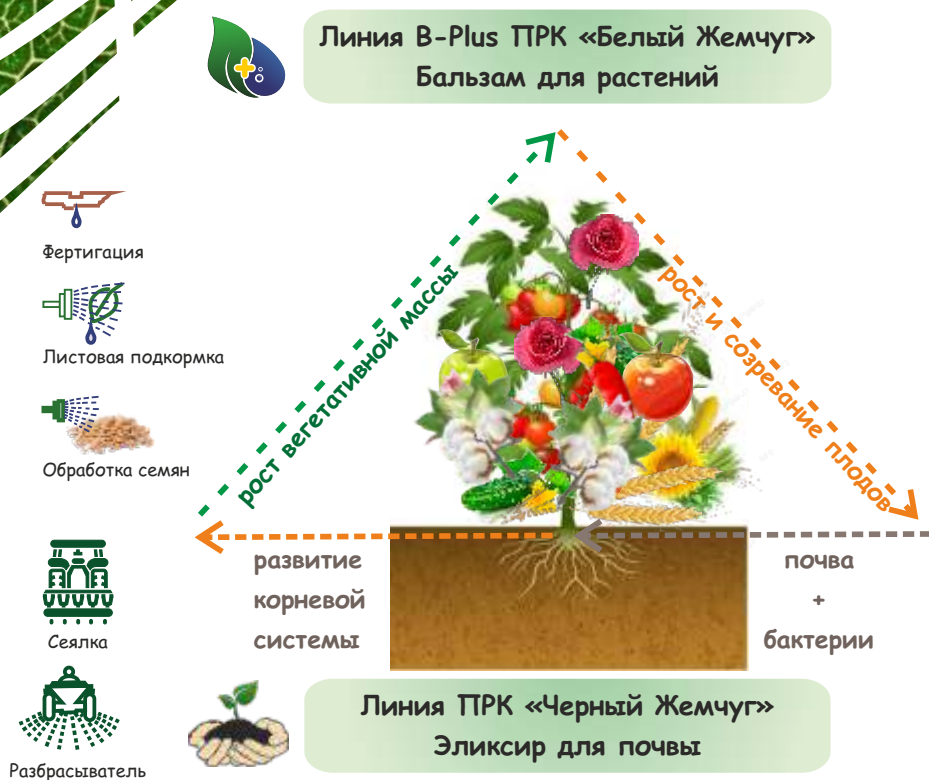 Линия B-Plus ПРК «Белый Жемчуг»
Бальзам для растений
Фертигация
Листовая подкормка
Обработка семян
Сеялка
Разбрасыватель
рост вегетативной массы
рост и созревание плодов
развитие
корневой
системы
почва
+
бактерии
Линия ПРК «Черный Жемчуг»
Эликсир для почвы